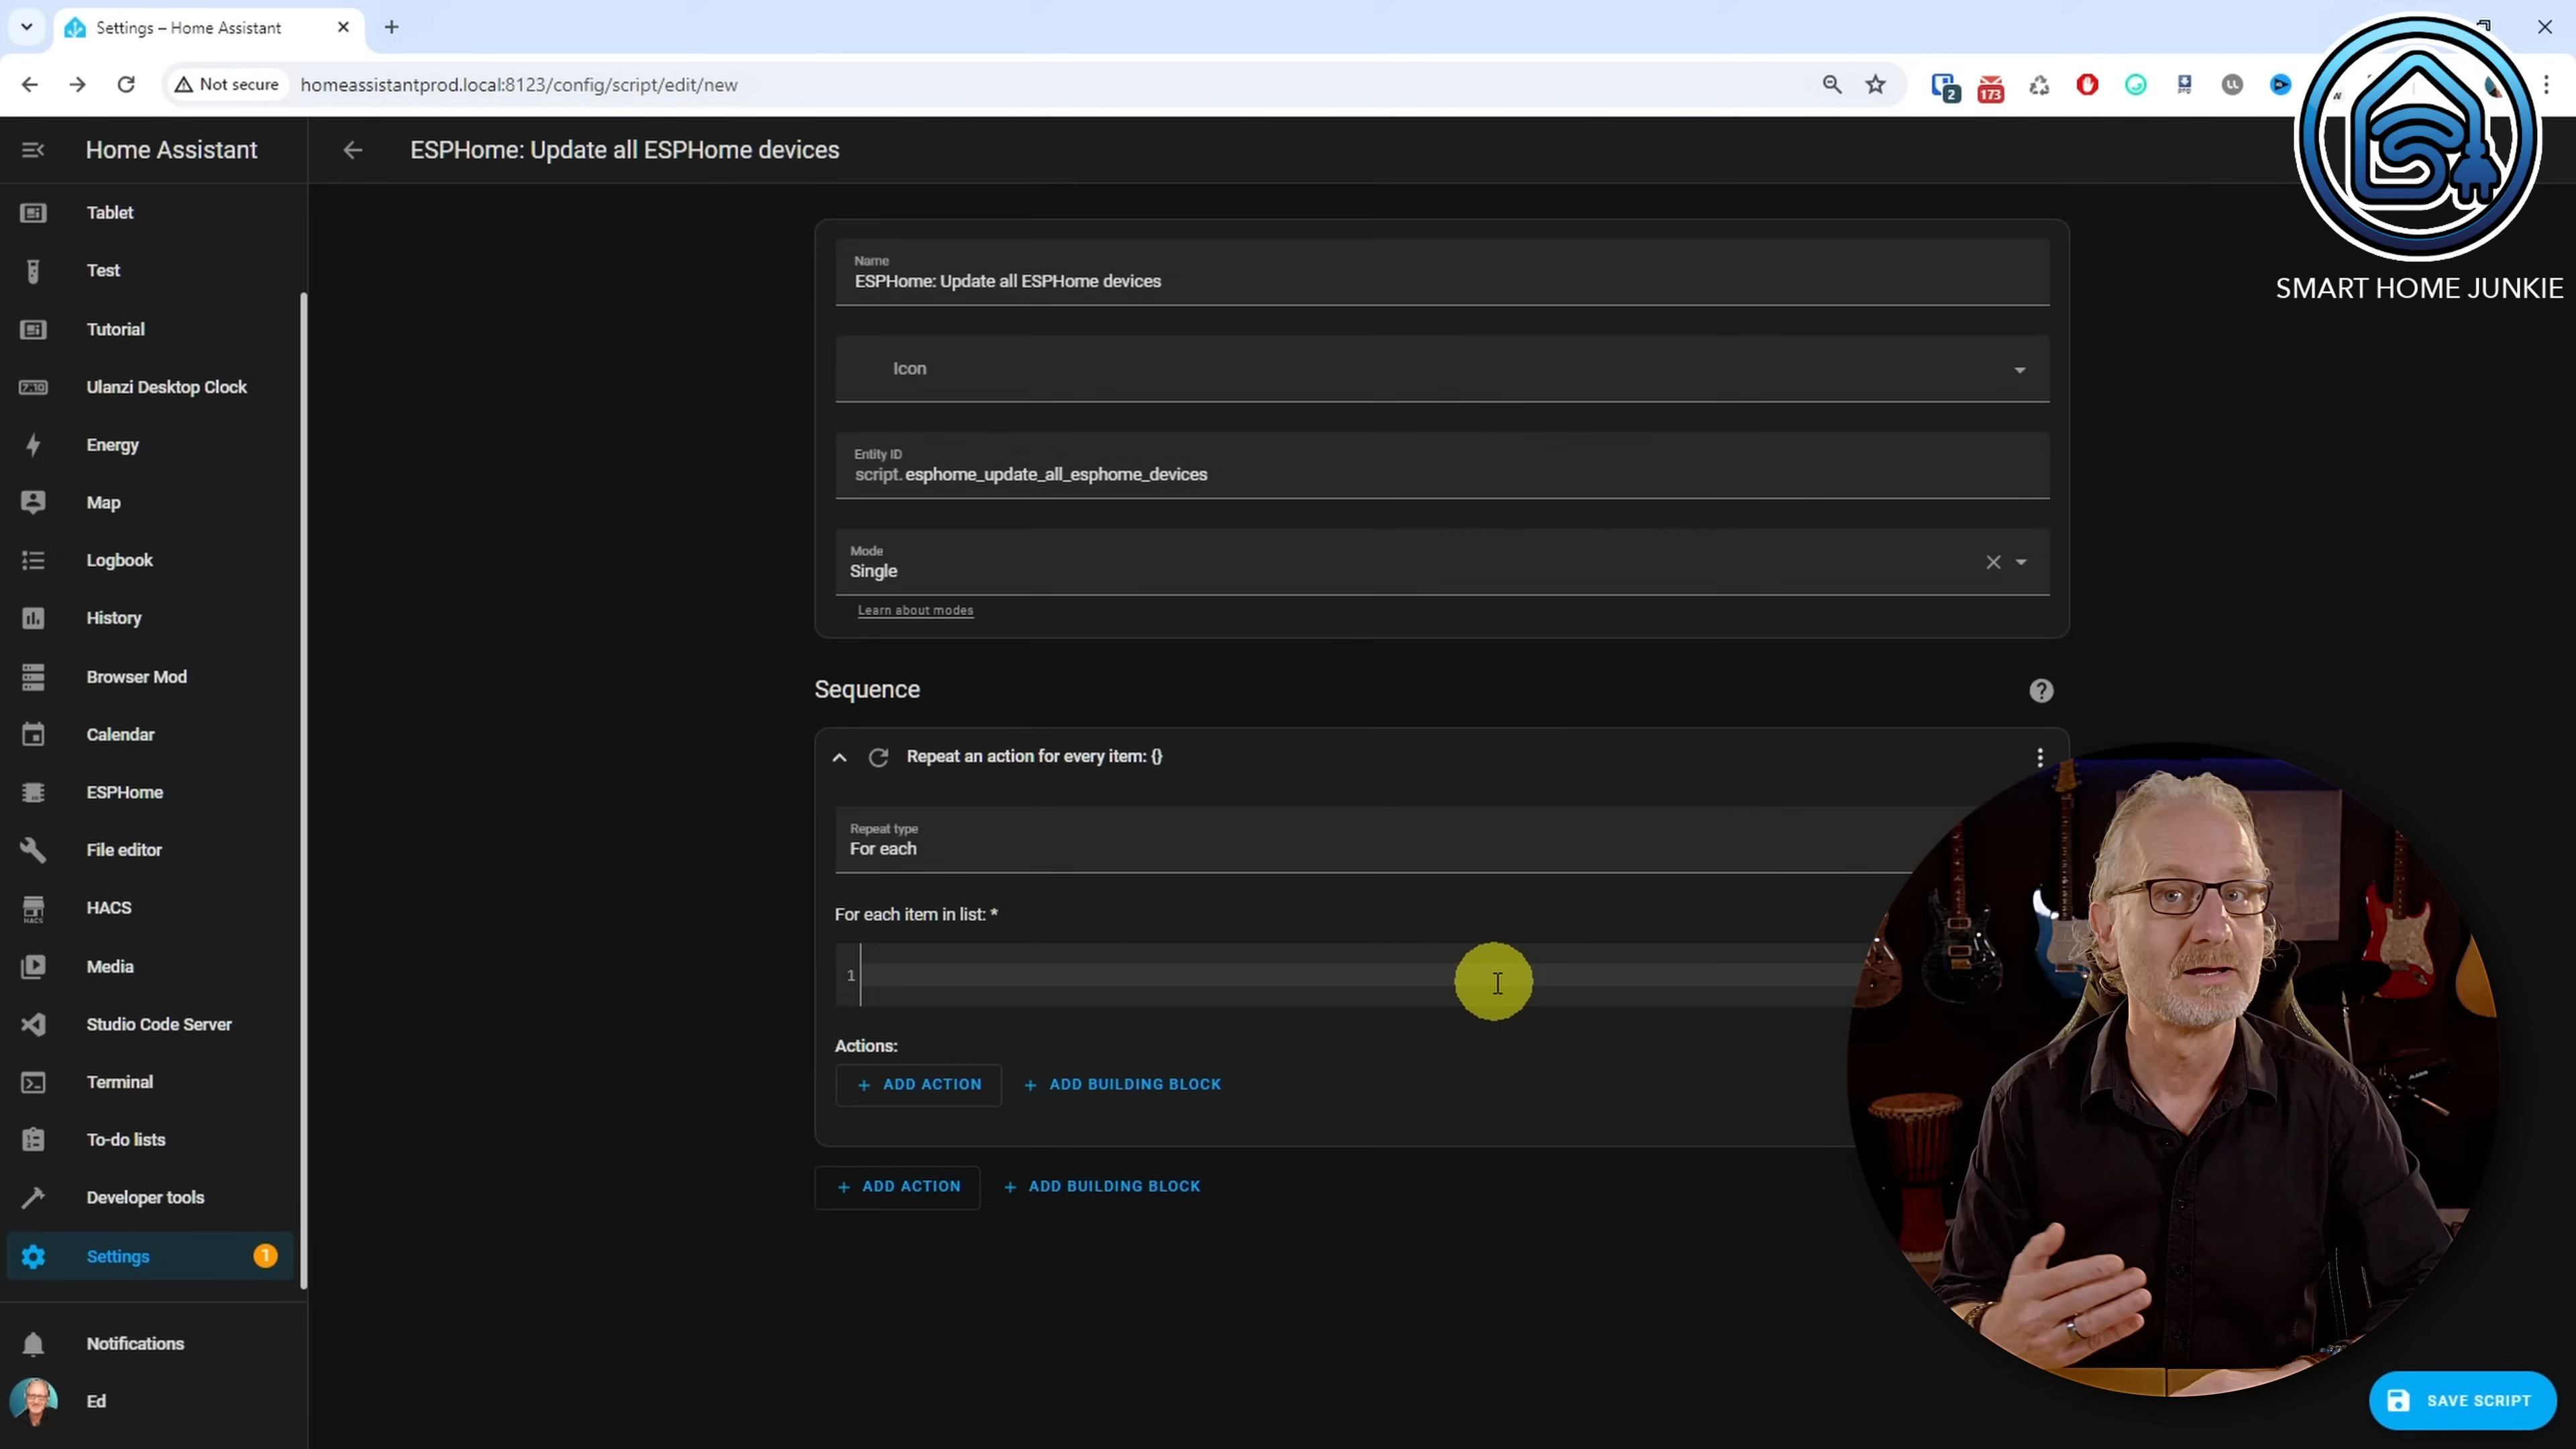 Settings – Home Assistant
Not secure
homeassistantprod.local:8123/config/script/edit/new
2
173
Home Assistant
ESPHome: Update all ESPHome devices
SMART HOME JUNKIE
Tablet
Test
Tutorial
7:10
Ulanzi Desktop Clock
Energy
Map
Logbook
History
Browser Mod
Calendar
ESPHome
File editor
HACS
HACS
Media
Studio Code Server
Terminal
To-do lists
Developer tools
Settings
1
Notifications
Ed
Name
ESPHome: Update all ESPHome devices
Icon
Entity ID
script. esphome_update_all_esphome_devices
Mode
Single
Learn about modes
Sequence
Repeat an action for every item: {}
Repeat type
For each
For each item in list: *
1
Actions:
+ ADD ACTION
+ ADD BUILDING BLOCK
+ ADD ACTION
+ ADD BUILDING BLOCK
SAVE SCRIPT